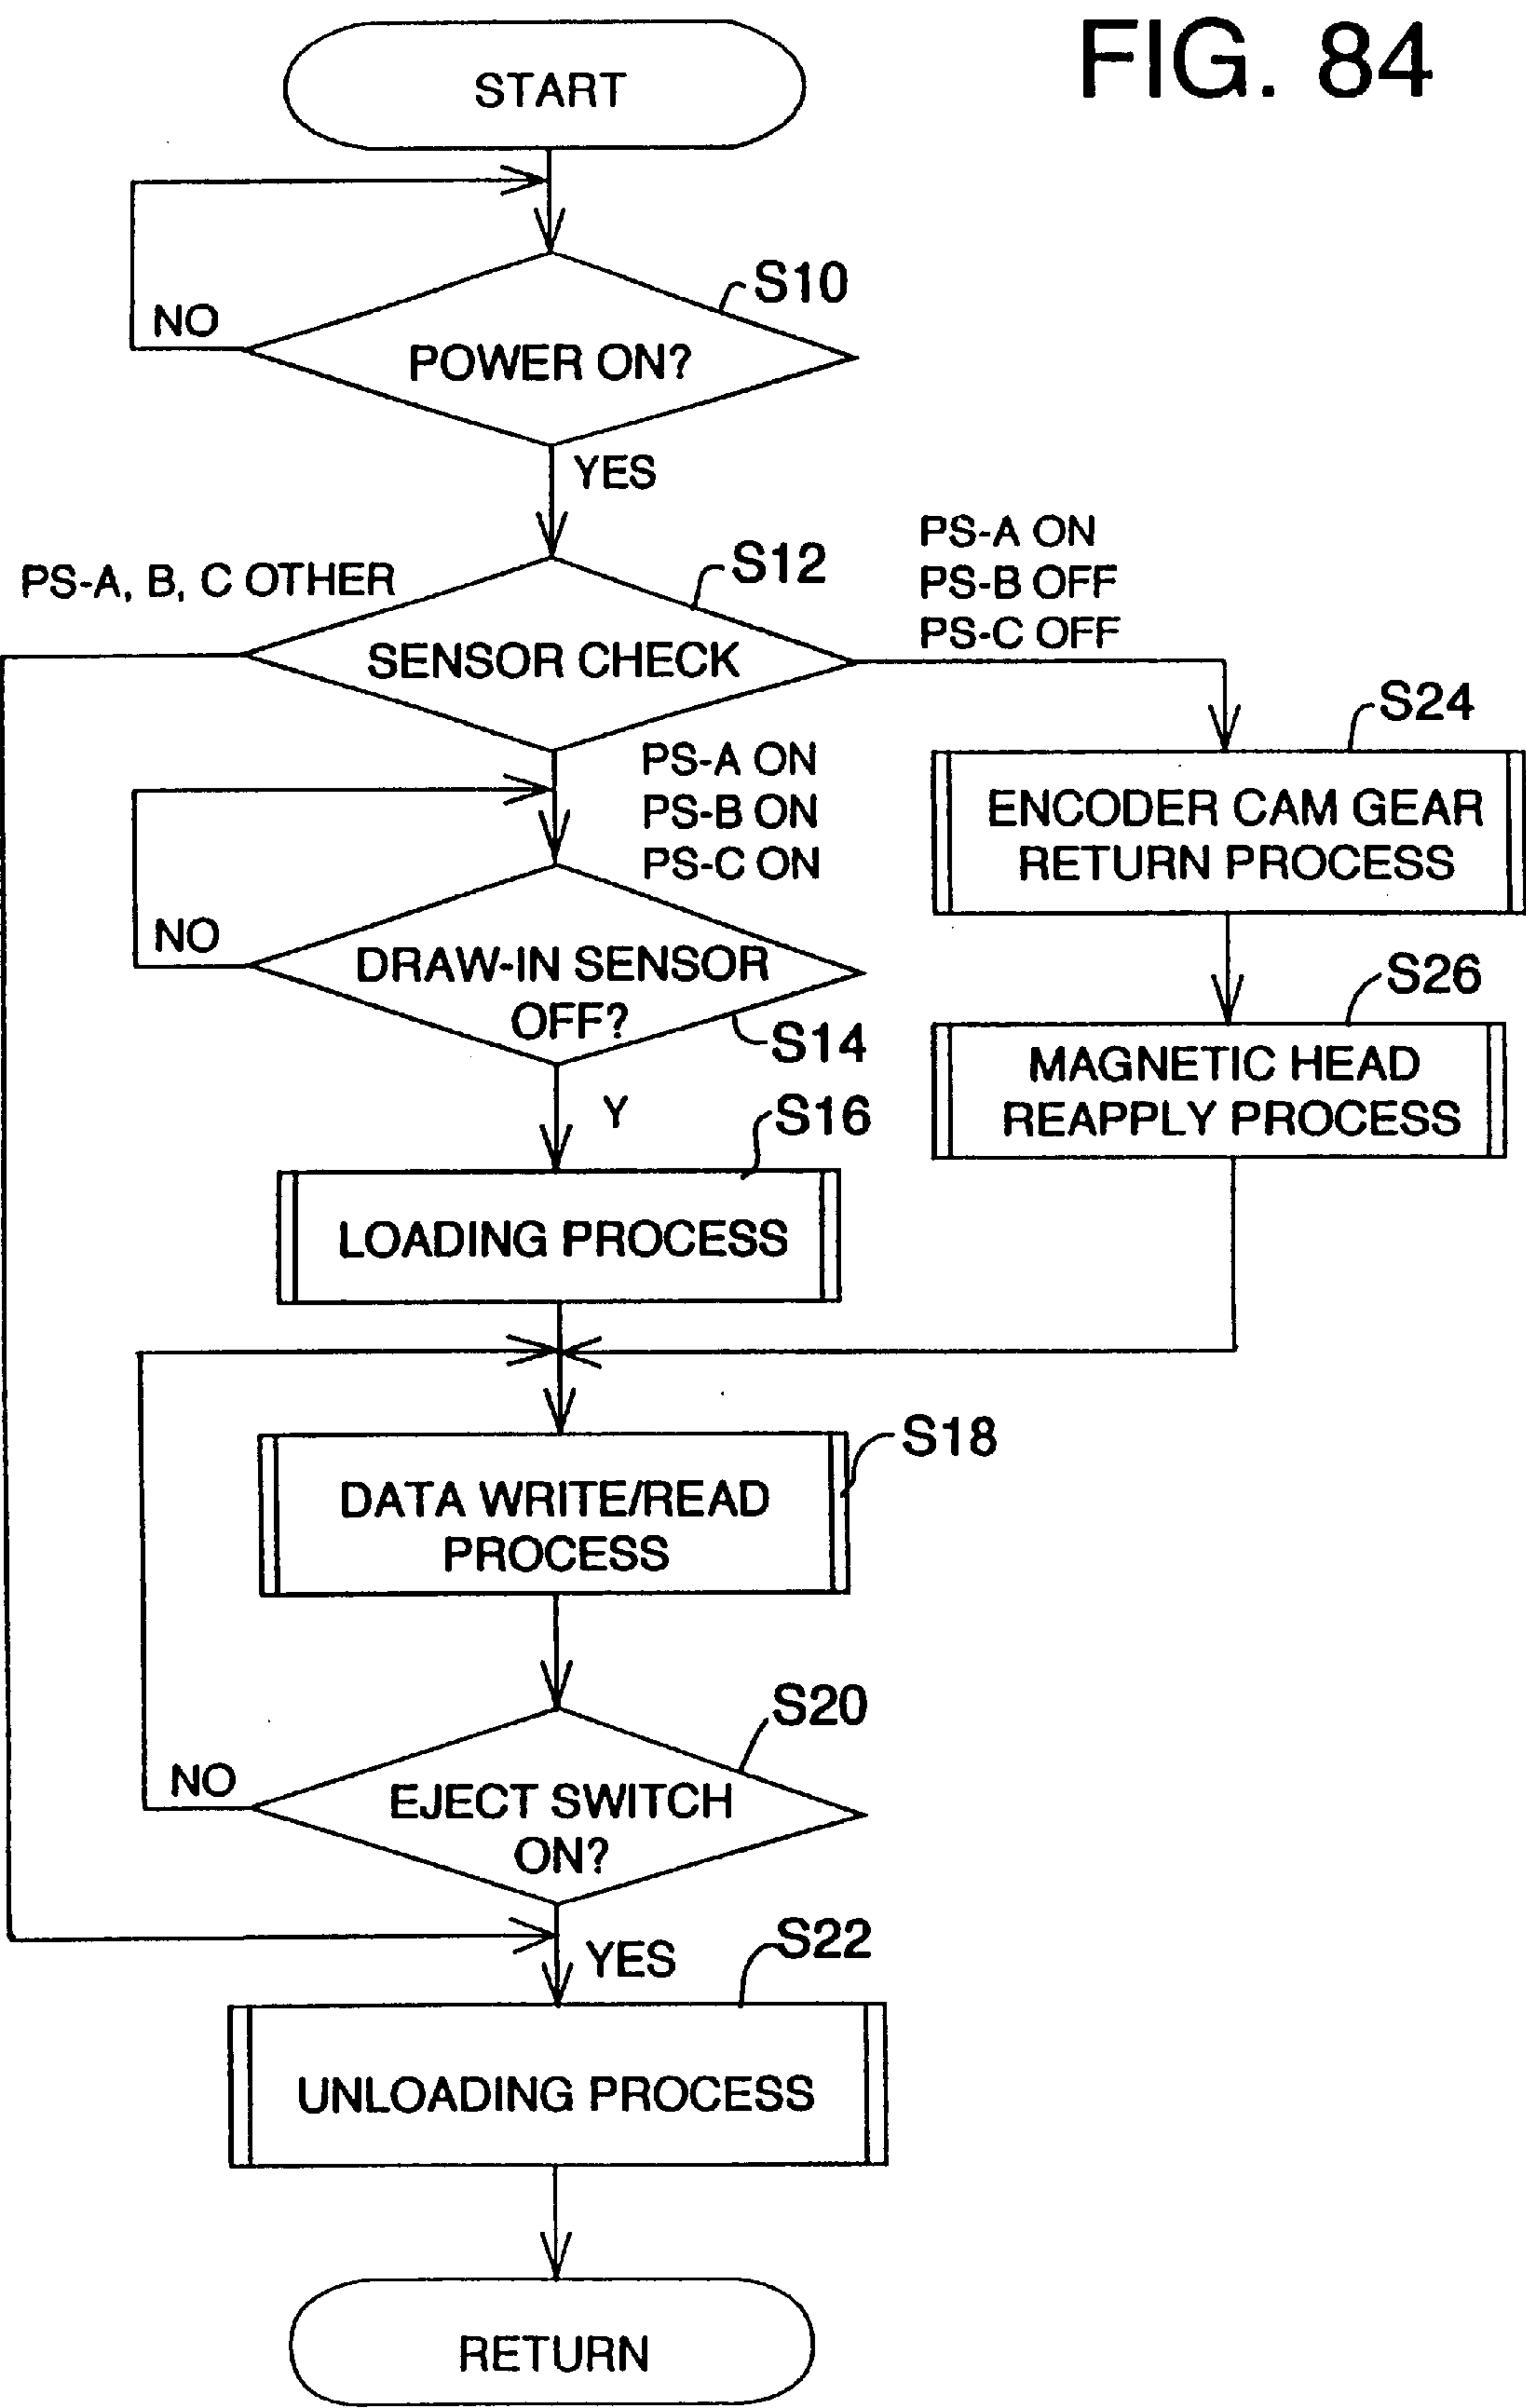 FIG. 84
START
S10
NO
POWER ON?
YES
PS-A ON
PS-B OFF
PS-C OFF
S12
PS-A, B, C OTHER
SENSOR CHECK
S24
PS-A ON
PS-B ON
PS-C ON
ENCODER CAM GEAR
RETURN PROCESS
NO
DRAW-IN SENSOR
OFF?
S14
S26
MAGNETIC HEAD
REAPPLY PROCESS
Y
S16
LOADING PROCESS
S18
DATA WRITE/READ
PROCESS
S20
NO
EJECT SWITCH
ON?
YES
S22
UNLOADING PROCESS
RETURN